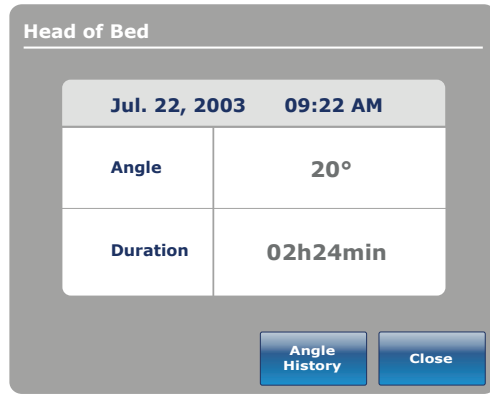 Head of Bed
Jul. 22, 2003 09:22 AM
Angle 20°
Duration 02h24min
Angle
History
Close